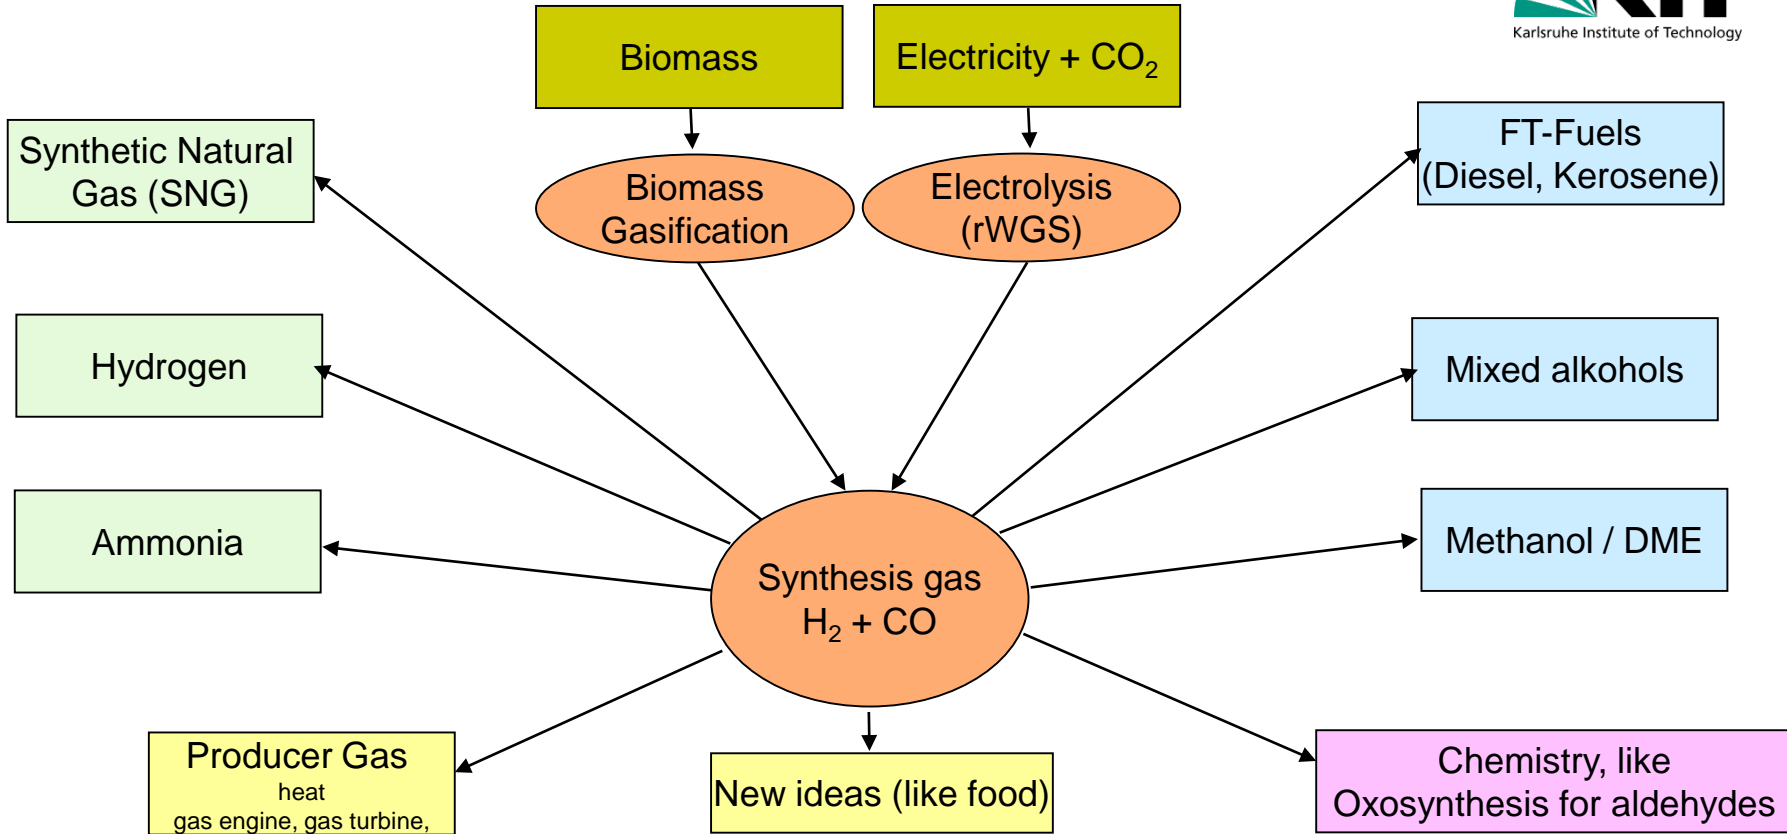 Karlsruhe Institute of Technology
Biomass
Electricity + CO₂
Synthetic Natural
Gas (SNG)
Biomass
Gasification
Electrolysis
(rWGS)
FT-Fuels
(Diesel, Kerosene)
Hydrogen
Mixed alkohols
Ammonia
Methanol / DME
Synthesis gas
H₂ + CO
Producer Gas
heat
gas engine, gas turbine,
New ideas (like food)
Chemistry, like
Oxosynthesis for aldehydes